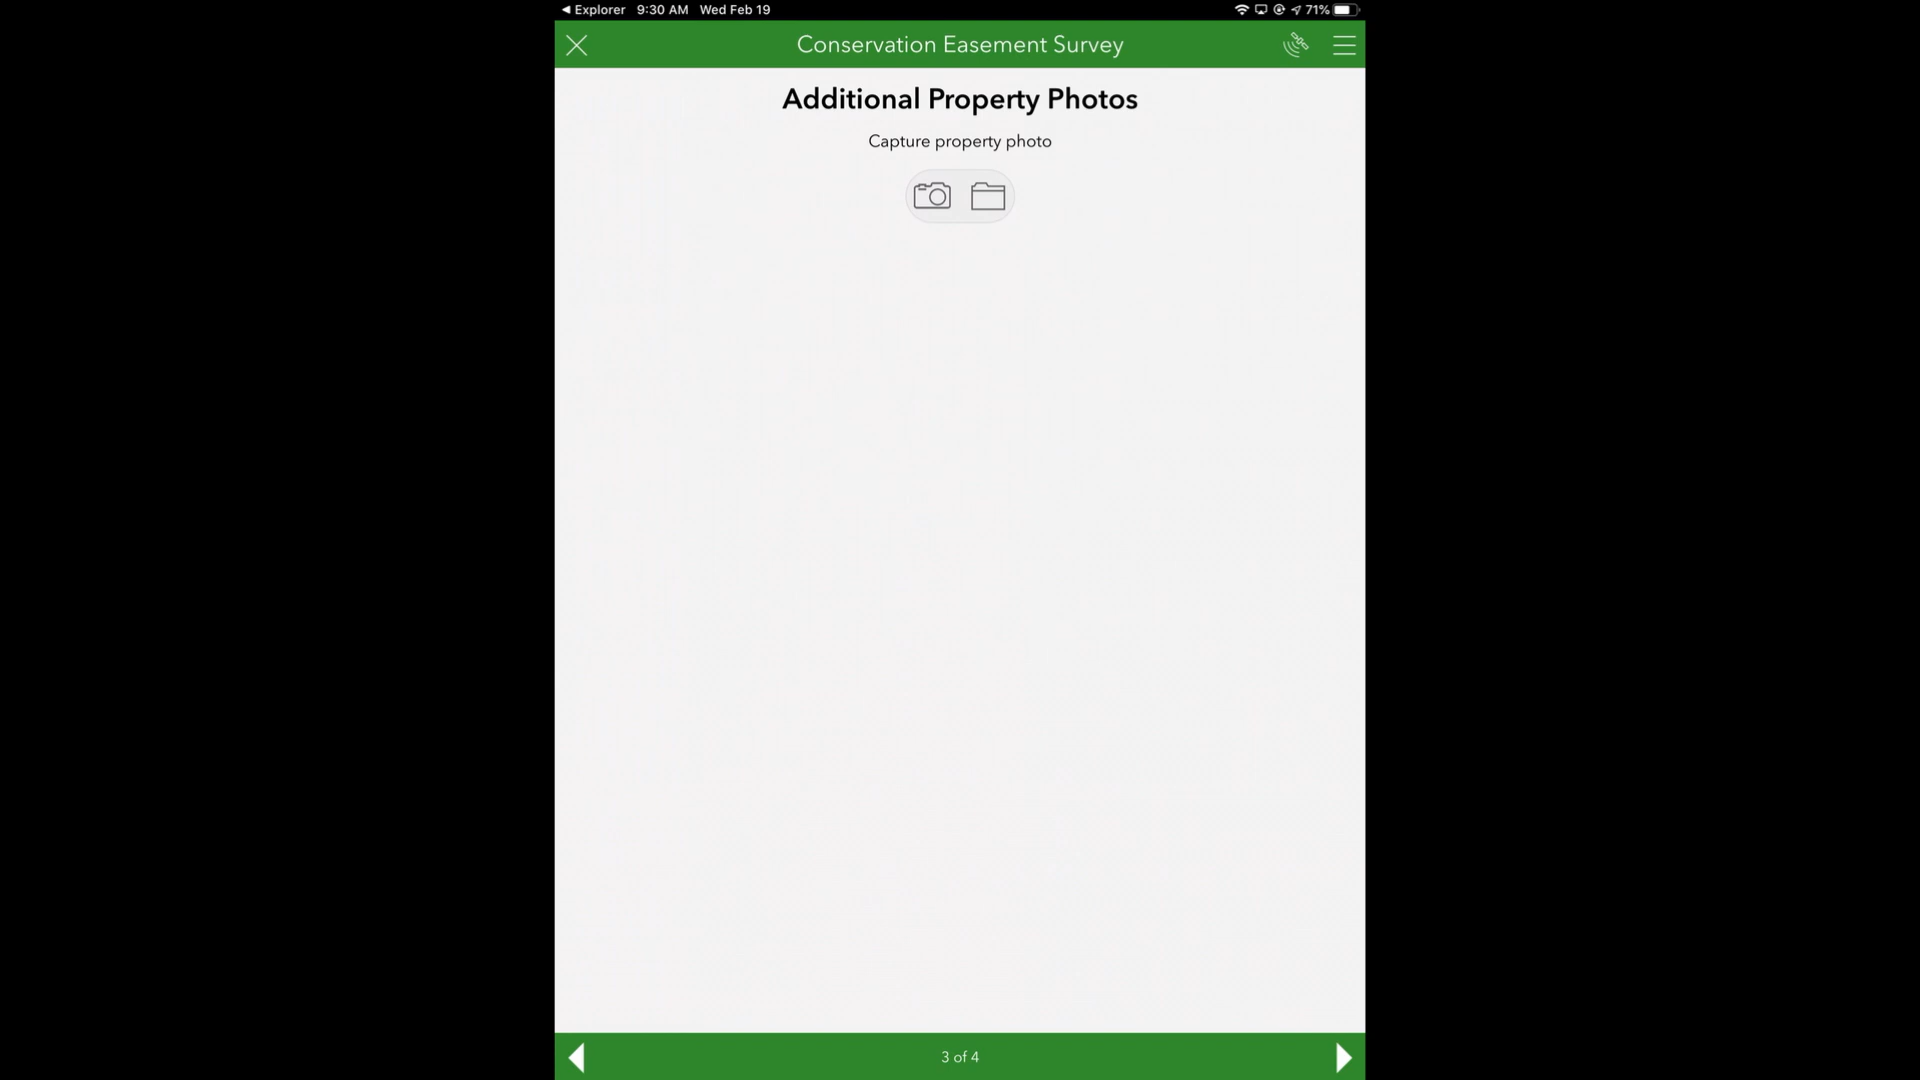 Explorer 9:30 AM Wed Feb 19 71%
Conservation Easement Survey
Additional Property Photos
Capture property photo
3 of 4